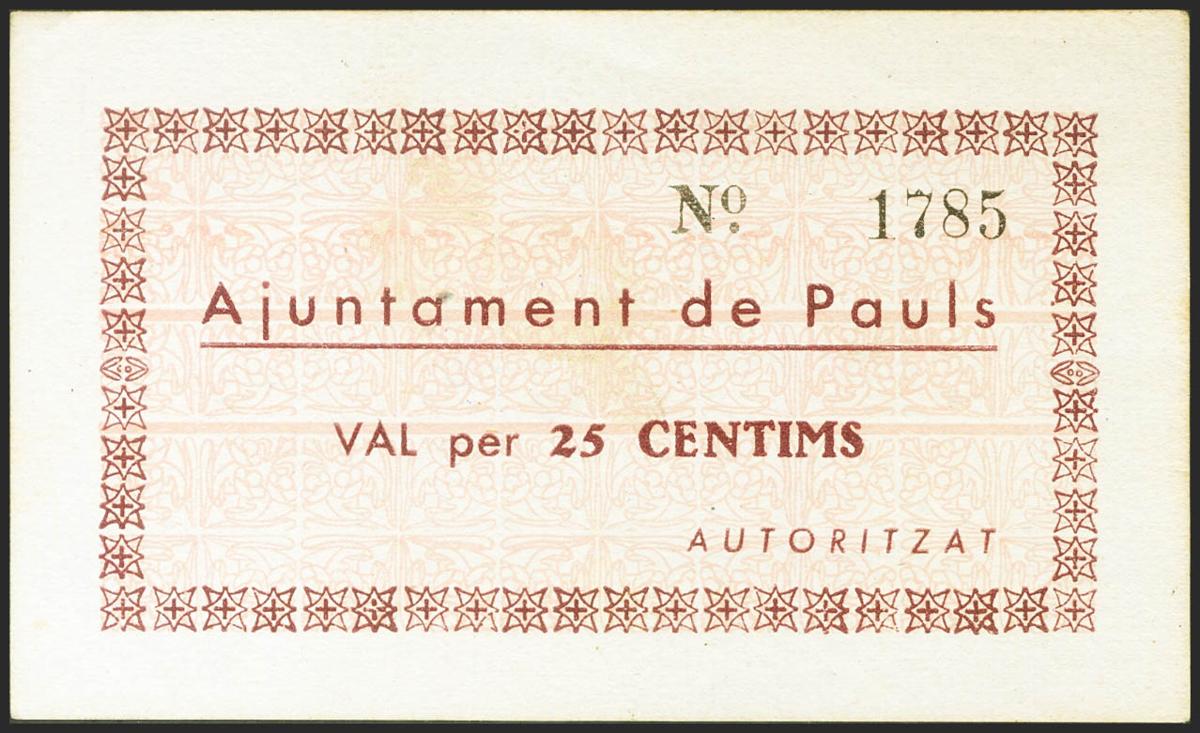 Nº. 1785
Ajuntament de Pauls
VAL per 25 CENTIMS
AUTORITZAT